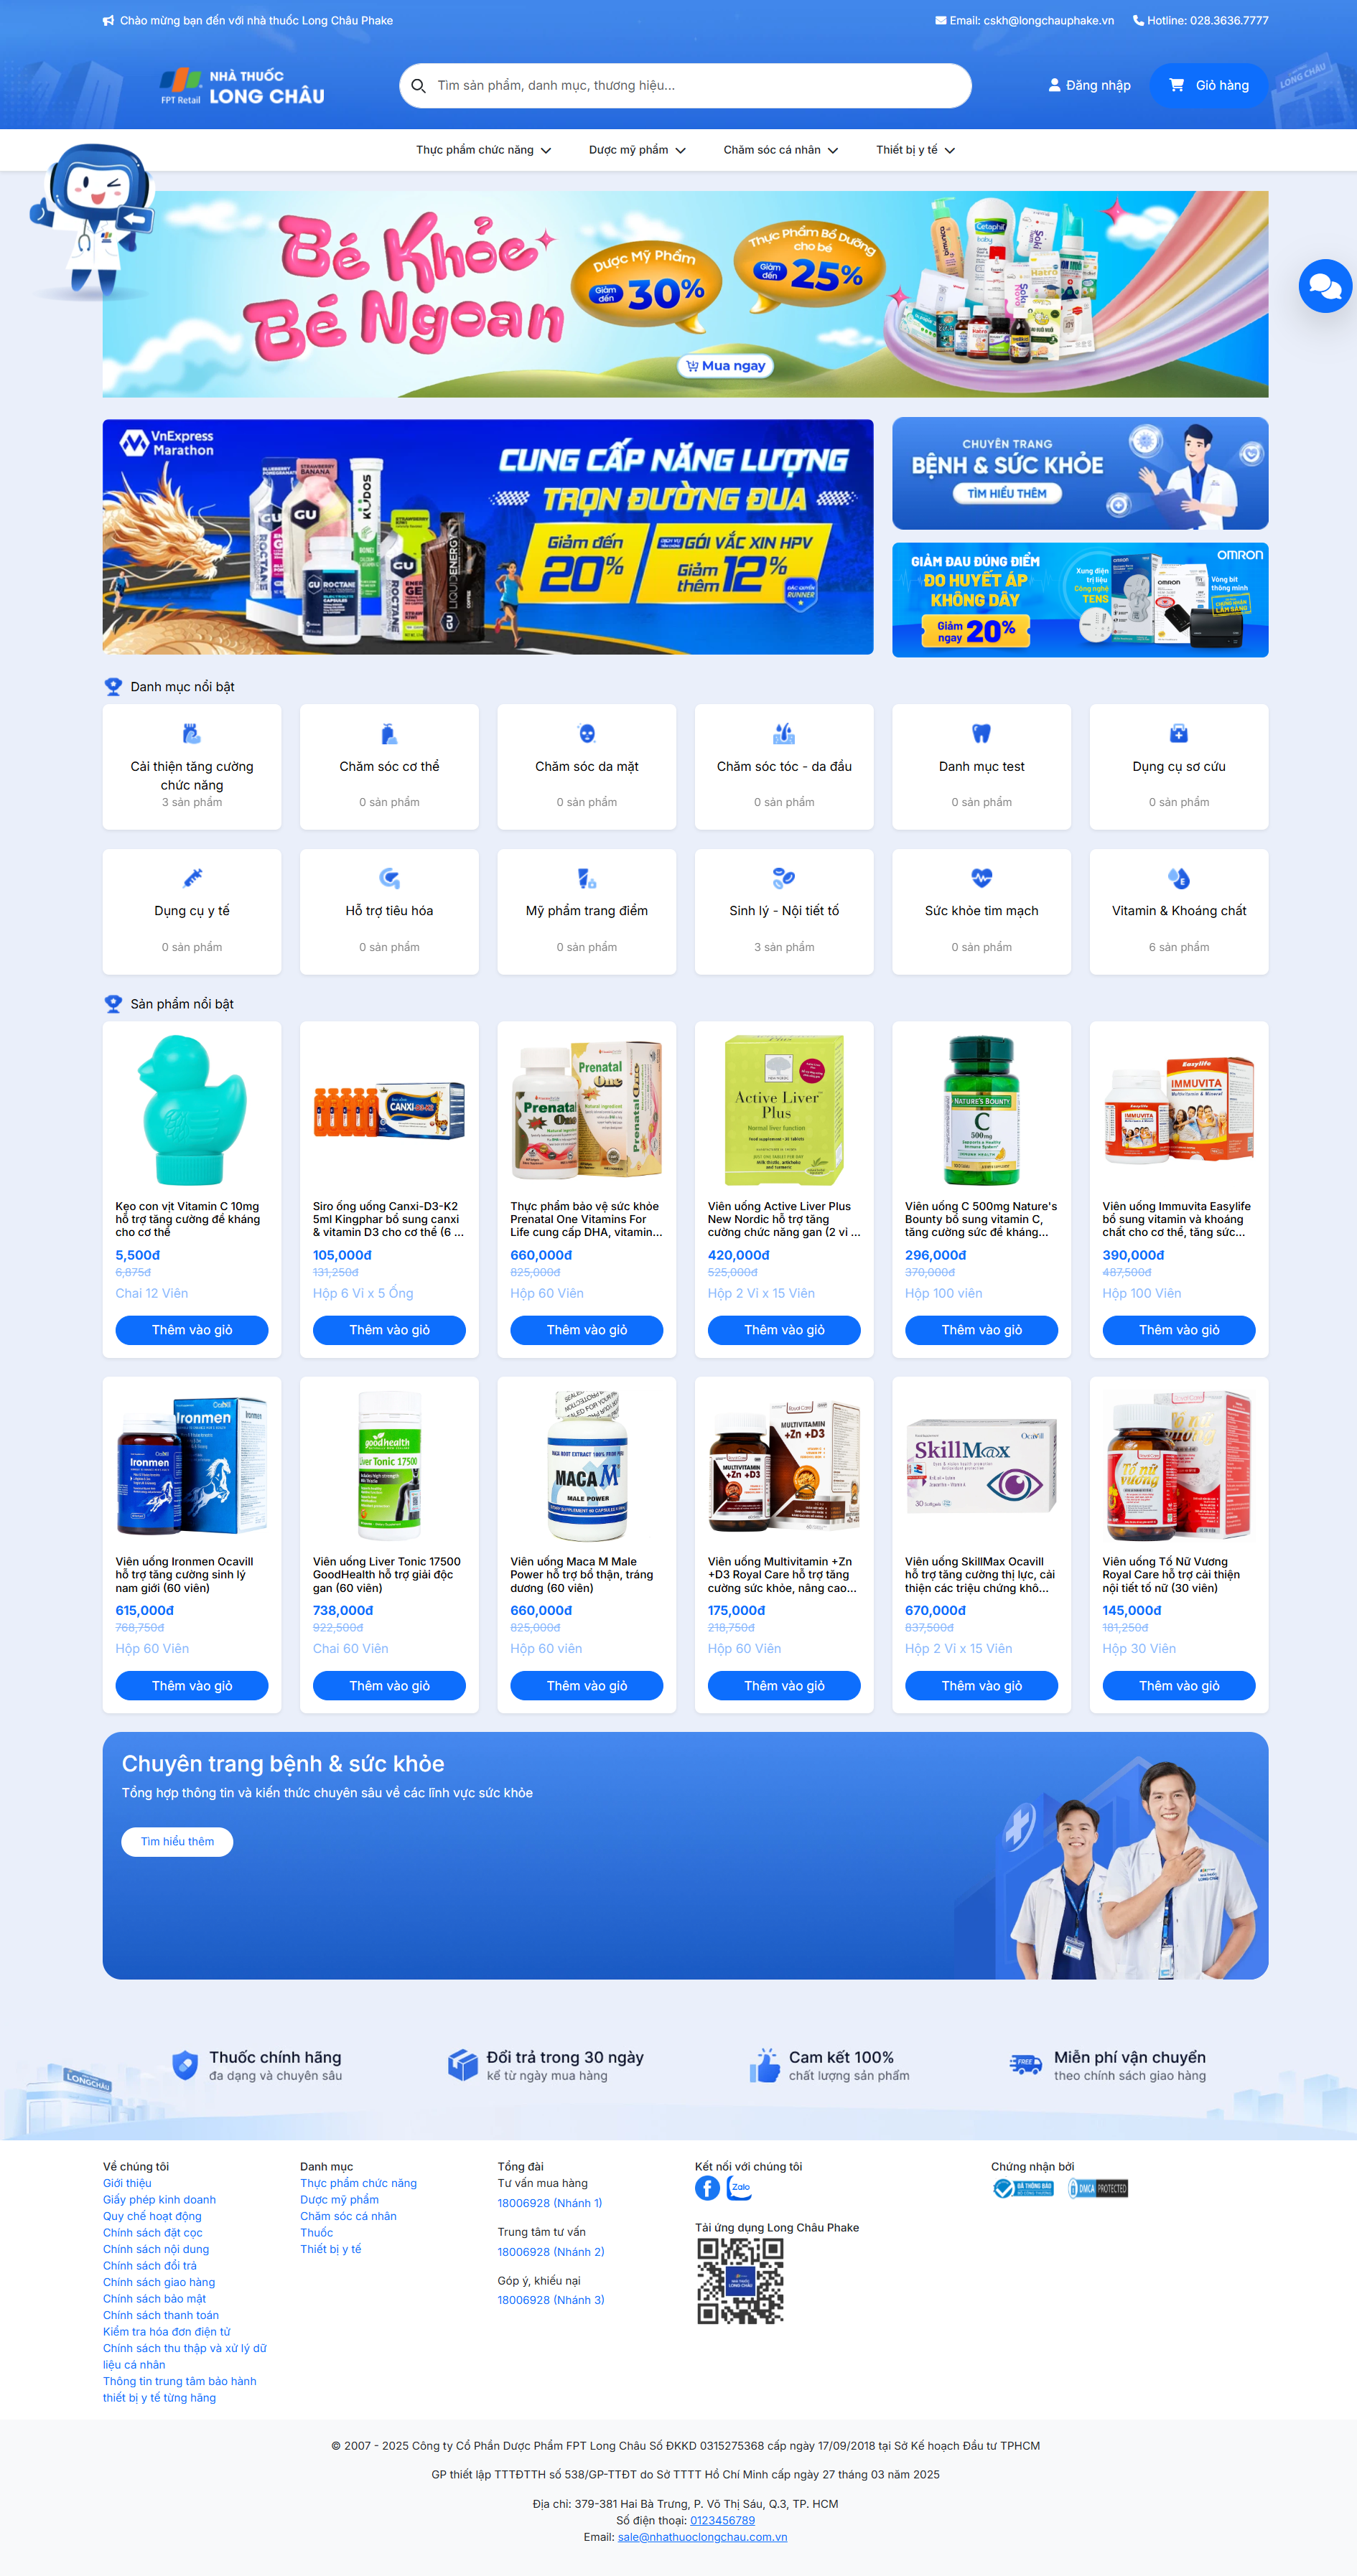 Chào mừng bạn đến với nhà thuốc Long Châu Phake
Email: cskh@longchauphake.vn
Hotline: 028.3636.7777
FPT Retail
NHÀ THUỐC
LONG CHÂU
Tìm sản phẩm, danh mục, thương hiệu...
Đăng nhập
Giỏ hàng
LONG CHÂU
Thực phẩm chức năng
Dược mỹ phẩm
Chăm sóc cá nhân
Thiết bị y tế
Bé Khỏe
Bé Ngoan
Dược Mỹ Phẩm
Giảm đến 30%
Thực Phẩm Bổ Dưỡng
cho bé
Giảm đến 25%
Mua ngay
VnExpress
Marathon
CUNG CẤP NĂNG LƯỢNG
TRỌN ĐƯỜNG ĐUA
Giảm đến
20%
GÓI VẮC XIN HPV
Giảm thêm 12%
CHUYÊN TRANG
BỆNH & SỨC KHỎE
TÌM HIỂU THÊM
OMRON
GIẢM ĐAU ĐÚNG ĐIỂM
ĐO HUYẾT ÁP
KHÔNG DÂY
Giảm ngay 20%
Xung điện
trị liệu
Công nghệ
TENS
Vòng bít
thông minh
Danh mục nổi bật
Cải thiện tăng cường
chức năng
3 sản phẩm
Chăm sóc cơ thể
0 sản phẩm
Chăm sóc da mặt
0 sản phẩm
Chăm sóc tóc - da đầu
0 sản phẩm
Danh mục test
0 sản phẩm
Dụng cụ sơ cứu
0 sản phẩm
Dụng cụ y tế
0 sản phẩm
Hỗ trợ tiêu hóa
0 sản phẩm
Mỹ phẩm trang điểm
0 sản phẩm
Sinh lý - Nội tiết tố
3 sản phẩm
Sức khỏe tim mạch
0 sản phẩm
Vitamin & Khoáng chất
6 sản phẩm
Sản phẩm nổi bật
Kẹo con vịt Vitamin C 10mg
hỗ trợ tăng cường đề kháng
cho cơ thể
5,500đ
6,875đ
Chai 12 Viên
Thêm vào giỏ
Siro ống uống Canxi-D3-K2
5ml Kingphar bổ sung canxi
& vitamin D3 cho cơ thể (6 ...
105,000đ
131,250đ
Hộp 6 Vỉ x 5 Ống
Thêm vào giỏ
Thực phẩm bảo vệ sức khỏe
Prenatal One Vitamins For
Life cung cấp DHA, vitamin...
660,000đ
825,000đ
Hộp 60 Viên
Thêm vào giỏ
Viên uống Active Liver Plus
New Nordic hỗ trợ tăng
cường chức năng gan (2 vỉ ...
420,000đ
525,000đ
Hộp 2 Vỉ x 15 Viên
Thêm vào giỏ
Viên uống C 500mg Nature's
Bounty bổ sung vitamin C,
tăng cường sức đề kháng...
296,000đ
370,000đ
Hộp 100 viên
Thêm vào giỏ
Viên uống Immuvita Easylife
bổ sung vitamin và khoáng
chất cho cơ thể, tăng sức...
390,000đ
487,500đ
Hộp 100 Viên
Thêm vào giỏ
Viên uống Ironmen Ocavill
hỗ trợ tăng cường sinh lý
nam giới (60 viên)
615,000đ
768,750đ
Hộp 60 Viên
Thêm vào giỏ
Viên uống Liver Tonic 17500
GoodHealth hỗ trợ giải độc
gan (60 viên)
738,000đ
922,500đ
Chai 60 Viên
Thêm vào giỏ
Viên uống Maca M Male
Power hỗ trợ bổ thận, tráng
dương (60 viên)
660,000đ
825,000đ
Hộp 60 viên
Thêm vào giỏ
Viên uống Multivitamin +Zn
+D3 Royal Care hỗ trợ tăng
cường sức khỏe, nâng cao...
175,000đ
218,750đ
Hộp 60 Viên
Thêm vào giỏ
Viên uống SkillMax Ocavill
hỗ trợ tăng cường thị lực, cải
thiện các triệu chứng khô...
670,000đ
837,500đ
Hộp 2 Vỉ x 15 Viên
Thêm vào giỏ
Viên uống Tố Nữ Vương
Royal Care hỗ trợ cải thiện
nội tiết tố nữ (30 viên)
145,000đ
181,250đ
Hộp 30 Viên
Thêm vào giỏ
Chuyên trang bệnh & sức khỏe
Tổng hợp thông tin và kiến thức chuyên sâu về các lĩnh vực sức khỏe
Tìm hiểu thêm
LONGCHÂU
Thuốc chính hãng
đa dạng và chuyên sâu
Đổi trả trong 30 ngày
kể từ ngày mua hàng
Cam kết 100%
chất lượng sản phẩm
FREE
Miễn phí vận chuyển
theo chính sách giao hàng
Về chúng tôi
Giới thiệu
Giấy phép kinh doanh
Quy chế hoạt động
Chính sách đặt cọc
Chính sách nội dung
Chính sách đổi trả
Chính sách giao hàng
Chính sách bảo mật
Chính sách thanh toán
Kiểm tra hóa đơn điện tử
Chính sách thu thập và xử lý dữ
liệu cá nhân
Thông tin trung tâm bảo hành
thiết bị y tế từng hãng
Danh mục
Thực phẩm chức năng
Dược mỹ phẩm
Chăm sóc cá nhân
Thuốc
Thiết bị y tế
Tổng đài
Tư vấn mua hàng
18006928 (Nhánh 1)
Trung tâm tư vấn
18006928 (Nhánh 2)
Góp ý, khiếu nại
18006928 (Nhánh 3)
Kết nối với chúng tôi
Zalo
Tải ứng dụng Long Châu Phake
LONG CHÂU
Chứng nhận bởi
ĐÃ THÔNG BÁO
DMCA PROTECTED
© 2007 - 2025 Công ty Cổ Phần Dược Phẩm FPT Long Châu Số ĐKKD 0315275368 cấp ngày 17/09/2018 tại Sở Kế hoạch Đầu tư TPHCM
GP thiết lập TTTĐTTH số 538/GP-TTĐT do Sở TTTT Hồ Chí Minh cấp ngày 27 tháng 03 năm 2025
Địa chỉ: 379-381 Hai Bà Trưng, P. Võ Thị Sáu, Q.3, TP. HCM
Số điện thoại: 0123456789
Email: sale@nhathuoclongchau.com.vn